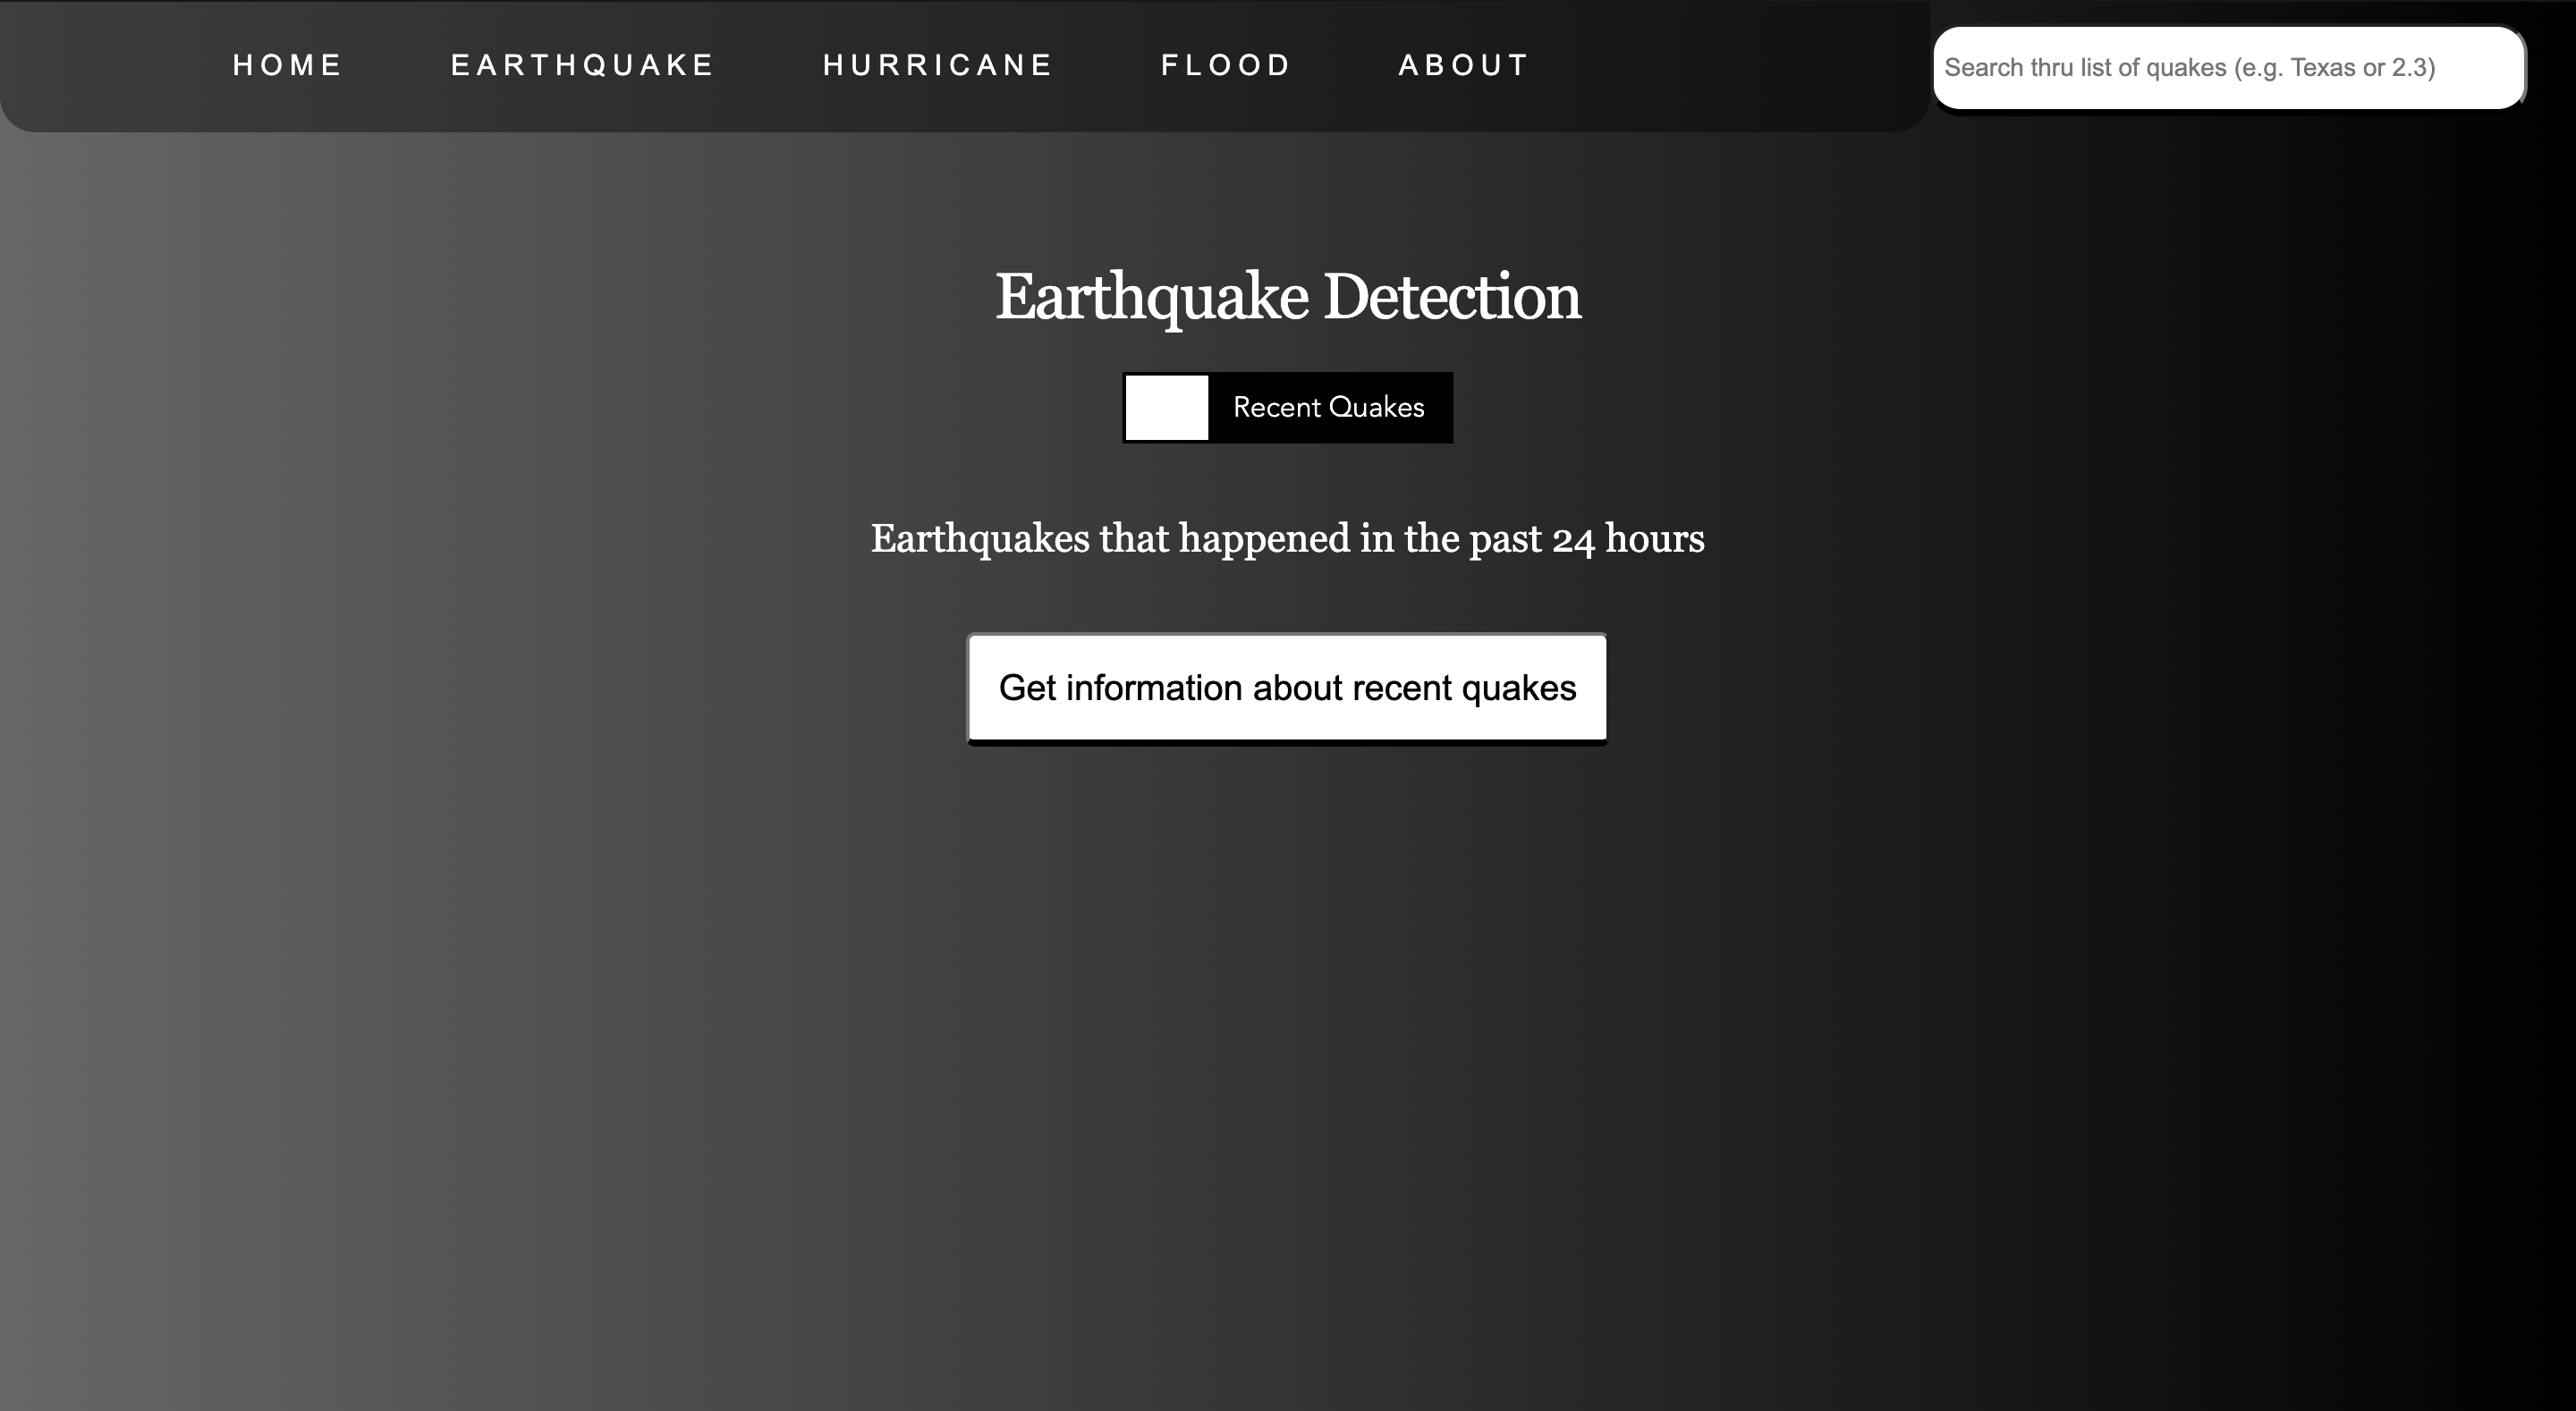 HOME EARTHQUAKE HURRICANE FLOOD ABOUT Search thru list of quakes (e.g. Texas or 2.3)
Earthquake Detection
Recent Quakes
Earthquakes that happened in the past 24 hours
Get information about recent quakes